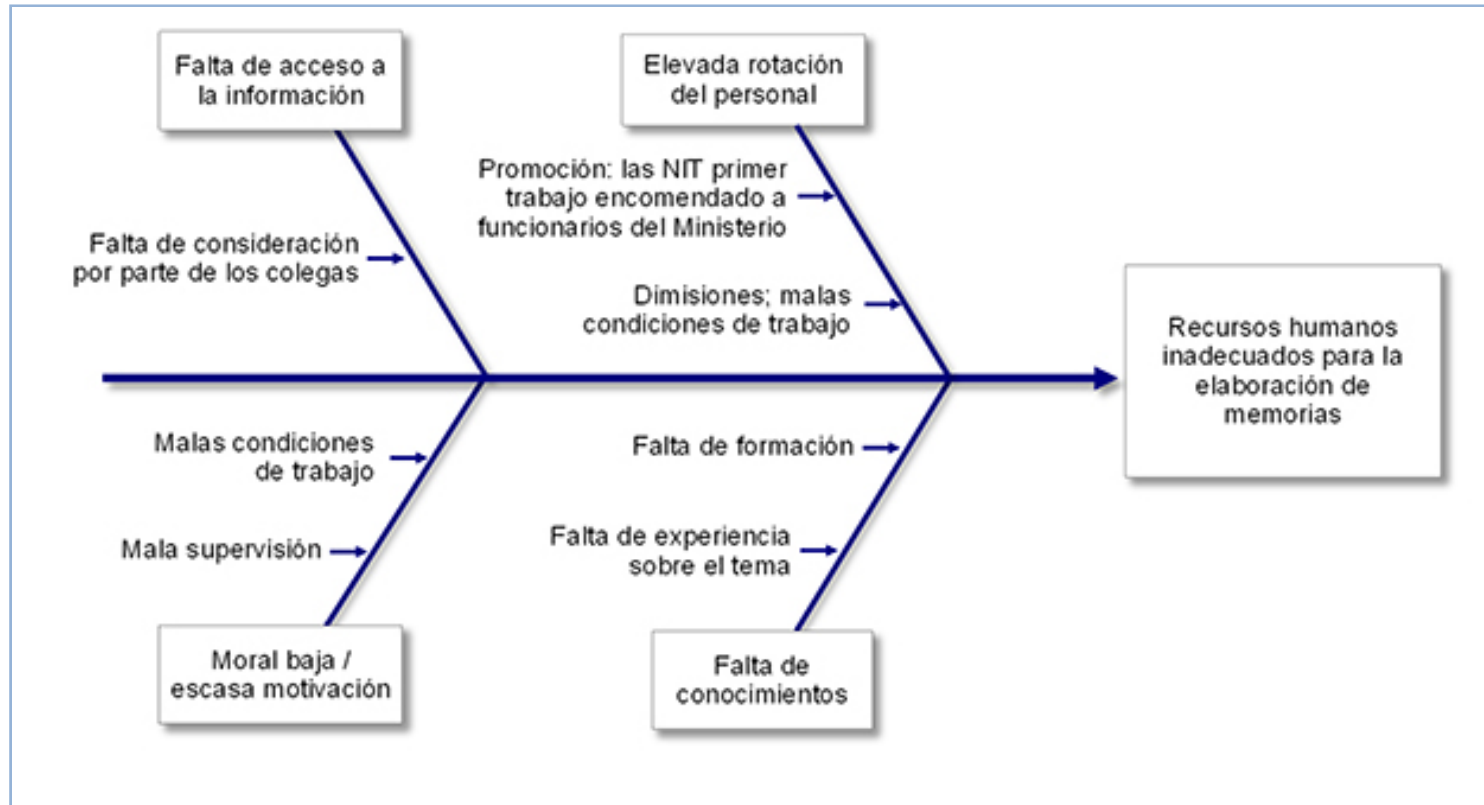 Falta de acceso a
la información
Elevada rotación
del personal
Promoción: las NIT primer
trabajo encomendado a
funcionarios del Ministerio
Falta de consideración
por parte de los colegas
Dimisiones; malas
condiciones de trabajo
Recursos humanos
inadecuados para la
elaboración de
memorias
Malas condiciones
de trabajo
Falta de formación
Mala supervisión
Falta de experiencia
sobre el tema
Moral baja /
escasa motivación
Falta de
conocimientos